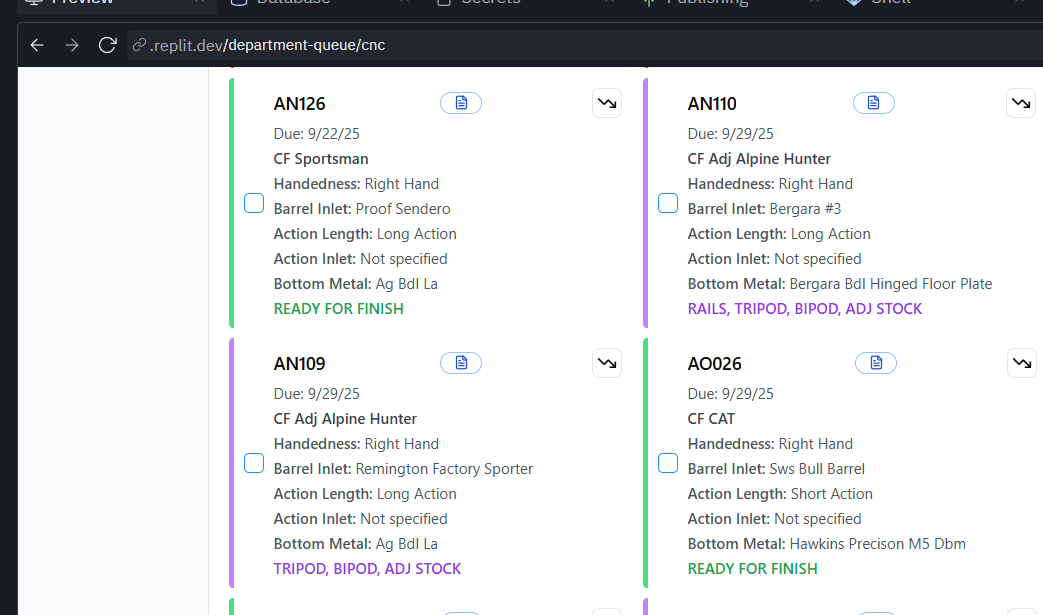 Preview
Database
Secrets
Publishing
Shell
.replit.dev/department-queue/cnc
AN126
Due: 9/22/25
CF Sportsman
Handedness: Right Hand
Barrel Inlet: Proof Sendero
Action Length: Long Action
Action Inlet: Not specified
Bottom Metal: Ag Bdl La
READY FOR FINISH
AN110
Due: 9/29/25
CF Adj Alpine Hunter
Handedness: Right Hand
Barrel Inlet: Bergara #3
Action Length: Long Action
Action Inlet: Not specified
Bottom Metal: Bergara Bdl Hinged Floor Plate
RAILS, TRIPOD, BIPOD, ADJ STOCK
AN109
Due: 9/29/25
CF Adj Alpine Hunter
Handedness: Right Hand
Barrel Inlet: Remington Factory Sporter
Action Length: Long Action
Action Inlet: Not specified
Bottom Metal: Ag Bdl La
TRIPOD, BIPOD, ADJ STOCK
AO026
Due: 9/29/25
CF CAT
Handedness: Right Hand
Barrel Inlet: Sws Bull Barrel
Action Length: Short Action
Action Inlet: Not specified
Bottom Metal: Hawkins Precison M5 Dbm
READY FOR FINISH